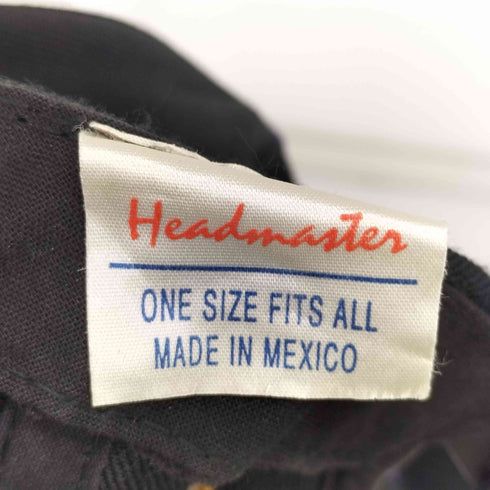 Headmaster
ONE SIZE FITS ALL
MADE IN MEXICO